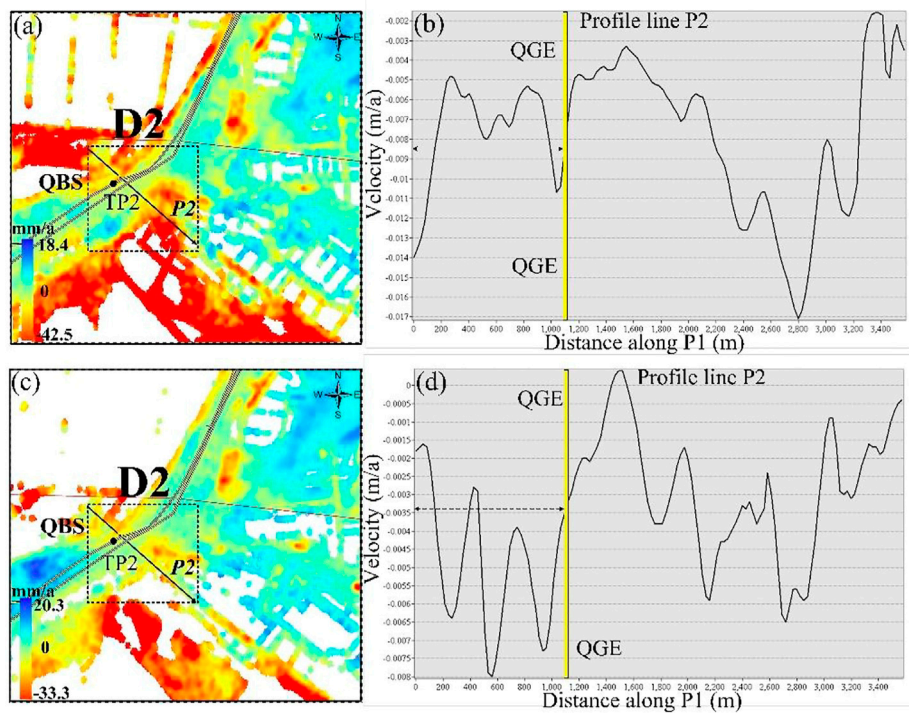 (a)
N
W E
S
D2
QBS
TP2
P2
mm/a
18.4
0
42.5
(b)
Profile line P2
QGE
QGE
Velocity (m/a)
-0.002
-0.003
-0.005
-0.006
-0.007
-0.008
-0.009
-0.011
-0.012
-0.013
-0.014
-0.015
-0.017
0 200 400 600 800 1,000 1,200 1,400 1,600 1,800 2,000 2,200 2,400 2,600 2,800 3,000 3,200 3,400
Distance along P1 (m)
(c)
N
W E
S
D2
QBS
TP2
P2
mm/a
20.3
0
-33.3
(d)
Profile line P2
QGE
QGE
Velocity (m/a)
0
-0.0005
-0.001
-0.0015
-0.002
-0.0025
-0.003
-0.0035
-0.004
-0.0045
-0.005
-0.0055
-0.006
-0.0065
-0.007
-0.0075
-0.008
0 200 400 600 800 1,000 1,200 1,400 1,600 1,800 2,000 2,200 2,400 2,600 2,800 3,000 3,200 3,400
Distance along P1 (m)